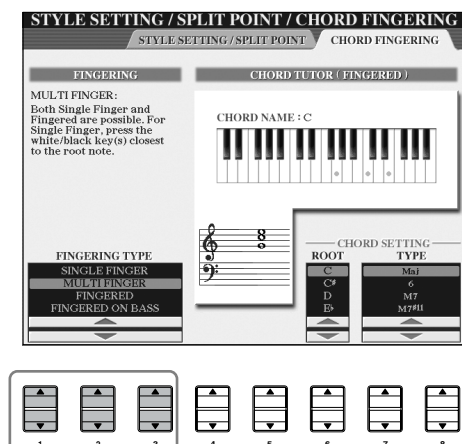 STYLE SETTING / SPLIT POINT / CHORD FINGERING
STYLE SETTING / SPLIT POINT
CHORD FINGERING
FINGERING
MULTI FINGER:
Both Single Finger and
Fingered are possible. For
Single Finger, press the
white/black key(s) closest
to the root note.
CHORD TUTOR ( FINGERED )
CHORD NAME : C
FINGERING TYPE
SINGLE FINGER
MULTI FINGER
FINGERED
FINGERED ON BASS
CHORD SETTING
ROOT
C
C♯
D
E♭
TYPE
Maj
6
M7
M7♯11
1 2 3 4 5 6 7 8